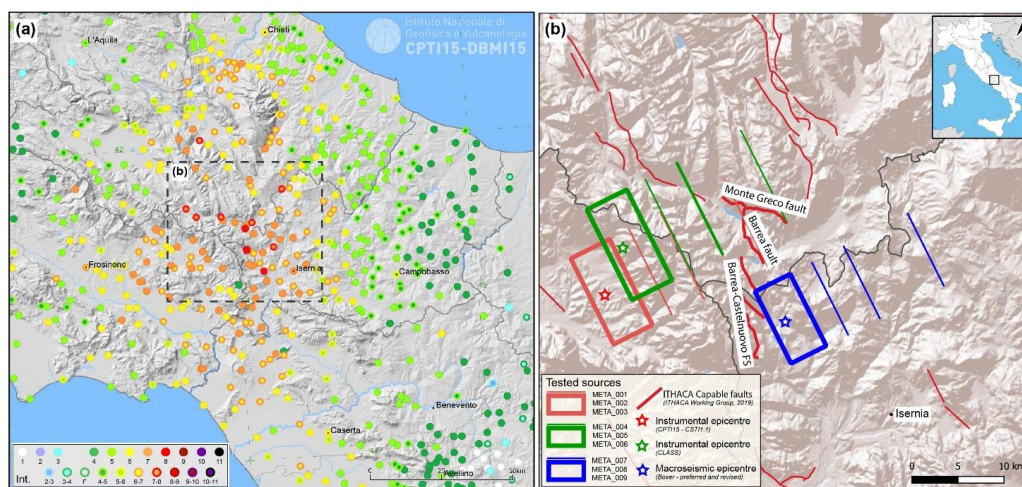 (a)
Istituto Nazionale di
Geofisica e Vulcanologia
CPTI15-DBMI15
L'Aquila
Chieti
42
(b)
Frosinone
Isernia
Campobasso
15
Benevento
Caserta
Avellino
0 50km
1 2 3 4 5 6 7 8 9 10 11
Int.
2-3 3-4 F 4-5 5-6 6-7 7-8 8-9 9-10 10-11
(b)
Monte Greco fault
Barrea fault
Barrea-Castelnuovo FS
Isernia
Tested sources
META_001
META_002
META_003
META_004
META_005
META_006
META_007
META_008
META_009
ITHACA Capable faults
(ITHACA Working Group, 2019)
Instrumental epicentre
(CPTI15 - CSTI1.1)
Instrumental epicentre
(CLASS)
Macroseismic epicentre
(Boxer - preferred and revised)
0 5 10 km